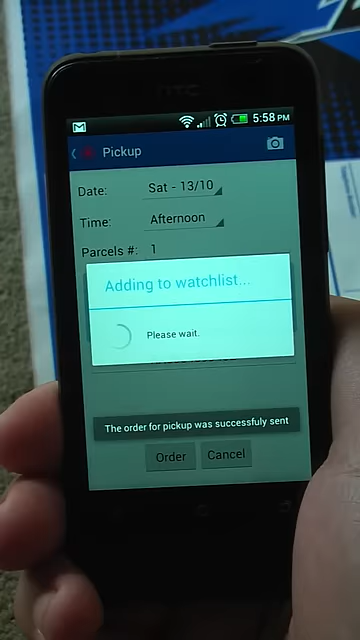 hTC
5:58 PM
Pickup
Date: Sat - 13/10
Time: Afternoon
Parcels #: 1
Adding to watchlist...
Please wait.
The order for pickup was successfuly sent
Order Cancel